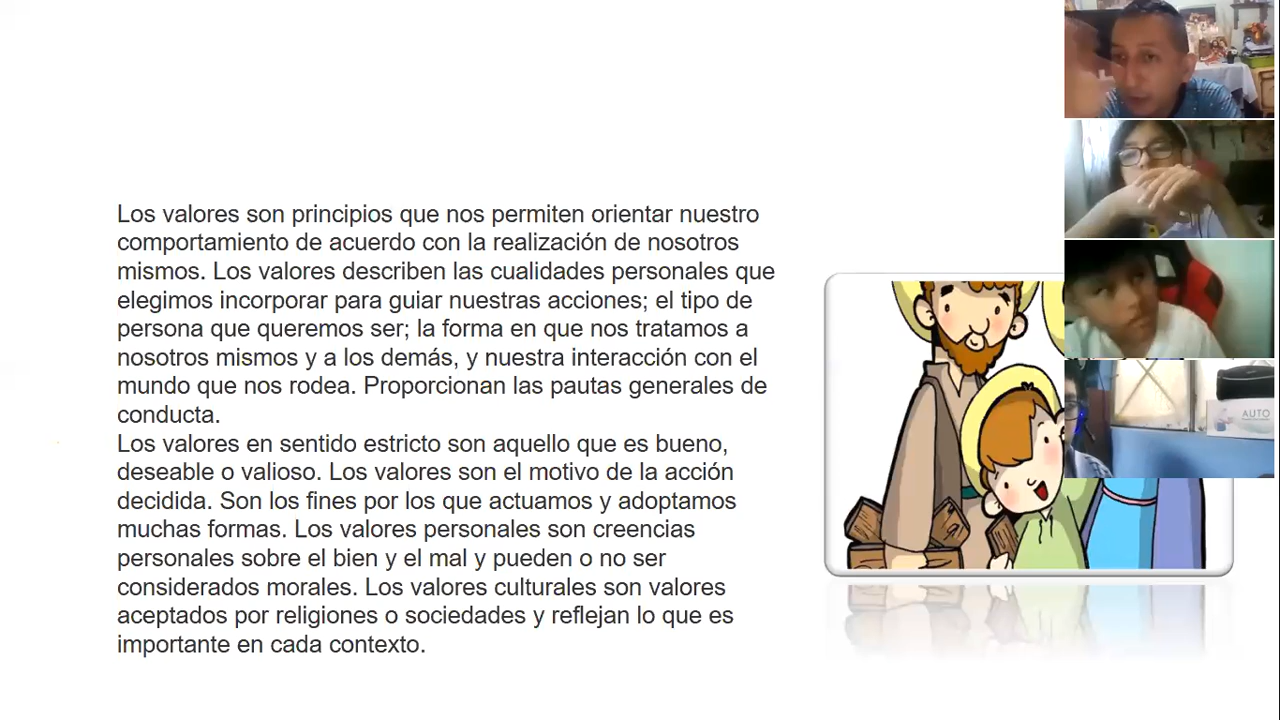 Los valores son principios que nos permiten orientar nuestro
comportamiento de acuerdo con la realización de nosotros
mismos. Los valores describen las cualidades personales que
elegimos incorporar para guiar nuestras acciones; el tipo de
persona que queremos ser; la forma en que nos tratamos a
nosotros mismos y a los demás, y nuestra interacción con el
mundo que nos rodea. Proporcionan las pautas generales de
conducta.
Los valores en sentido estricto son aquello que es bueno,
deseable o valioso. Los valores son el motivo de la acción
decidida. Son los fines por los que actuamos y adoptamos
muchas formas. Los valores personales son creencias
personales sobre el bien y el mal y pueden o no ser
considerados morales. Los valores culturales son valores
aceptados por religiones o sociedades y reflejan lo que es
importante en cada contexto.
AUTO